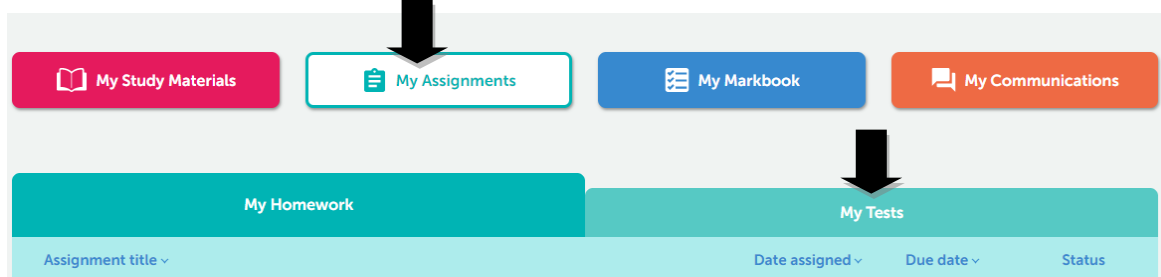 My Study Materials My Assignments My Markbook My Communications
My Homework My Tests
Assignment title Date assigned Due date Status